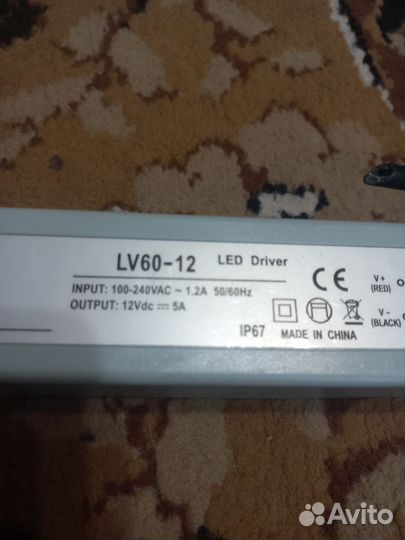 LV60-12 LED Driver
INPUT: 100-240VAC ~ 1.2A 50/60Hz
OUTPUT: 12Vdc ⎓ 5A
CE
V+
(RED)
V-
(BLACK)
IP67 MADE IN CHINA
Avito